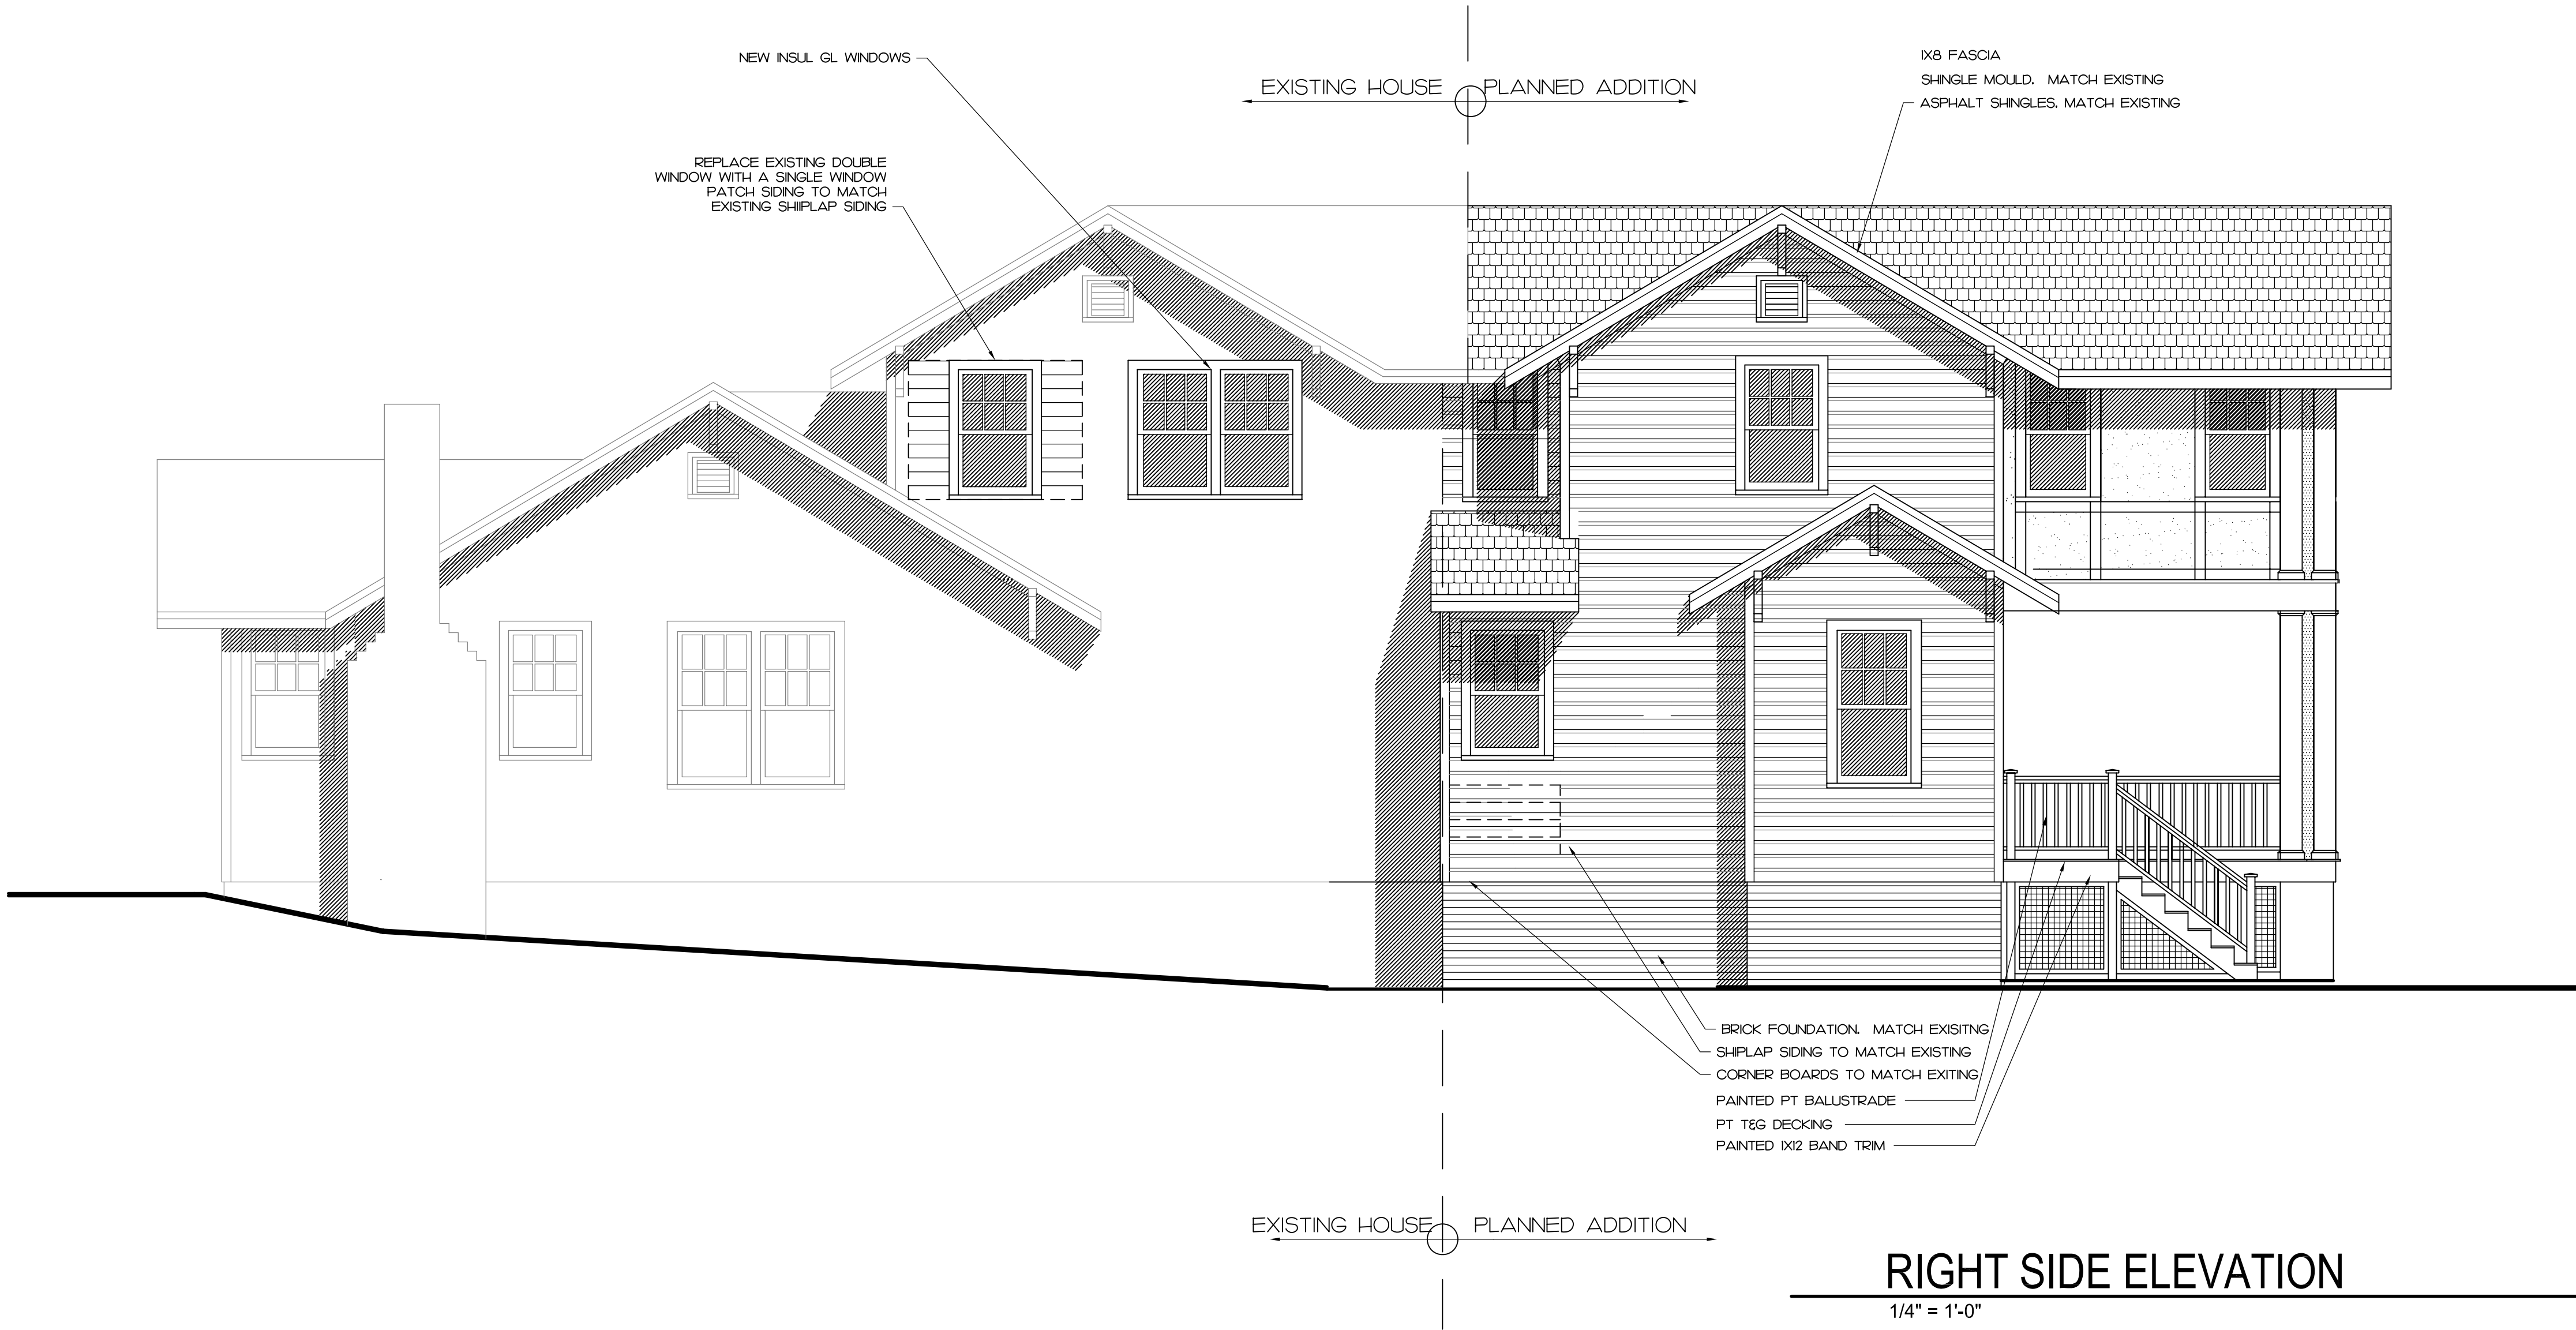 NEW INSUL GL WINDOWS
REPLACE EXISTING DOUBLE
WINDOW WITH A SINGLE WINDOW
PATCH SIDING TO MATCH
EXISTING SHIIPLAP SIDING
EXISTING HOUSE
PLANNED ADDITION
1X8 FASCIA
SHINGLE MOULD. MATCH EXISTING
ASPHALT SHINGLES. MATCH EXISTING
BRICK FOUNDATION. MATCH EXISITNG
SHIPLAP SIDING TO MATCH EXISTING
CORNER BOARDS TO MATCH EXITING
PAINTED PT BALUSTRADE
PT T&G DECKING
PAINTED 1X12 BAND TRIM
EXISTING HOUSE
PLANNED ADDITION
RIGHT SIDE ELEVATION
1/4" = 1'-0"